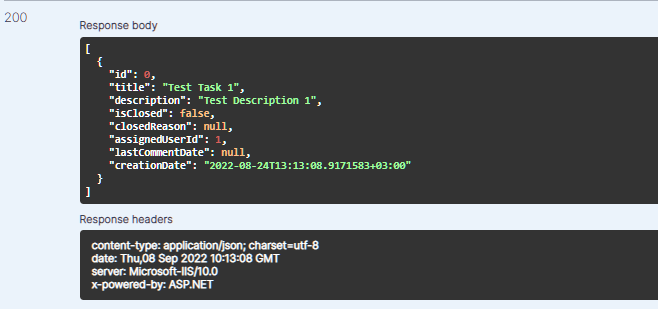 200
Response body
[
  {
    "id": 0,
    "title": "Test Task 1",
    "description": "Test Description 1",
    "isClosed": false,
    "closedReason": null,
    "assignedUserId": 1,
    "lastCommentDate": null,
    "creationDate": "2022-08-24T13:13:08.9171583+03:00"
  }
]
Response headers
content-type: application/json; charset=utf-8
date: Thu,08 Sep 2022 10:13:08 GMT
server: Microsoft-IIS/10.0
x-powered-by: ASP.NET